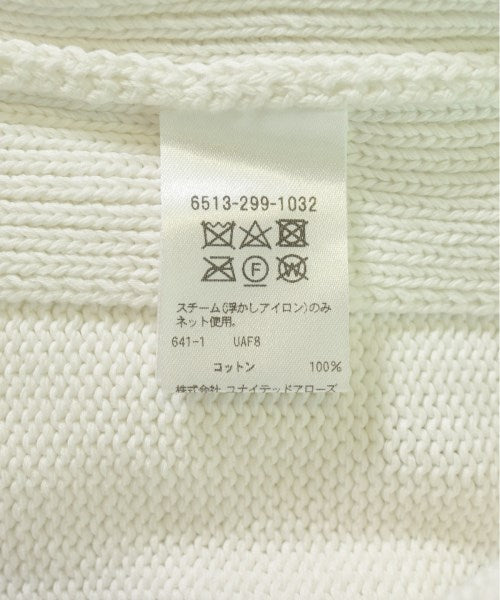 6513-299-1032
F
W
スチーム(浮かしアイロン)のみ
ネット使用。
641-1 UAF8
コットン 100%
株式会社 ユナイテッドアローズ